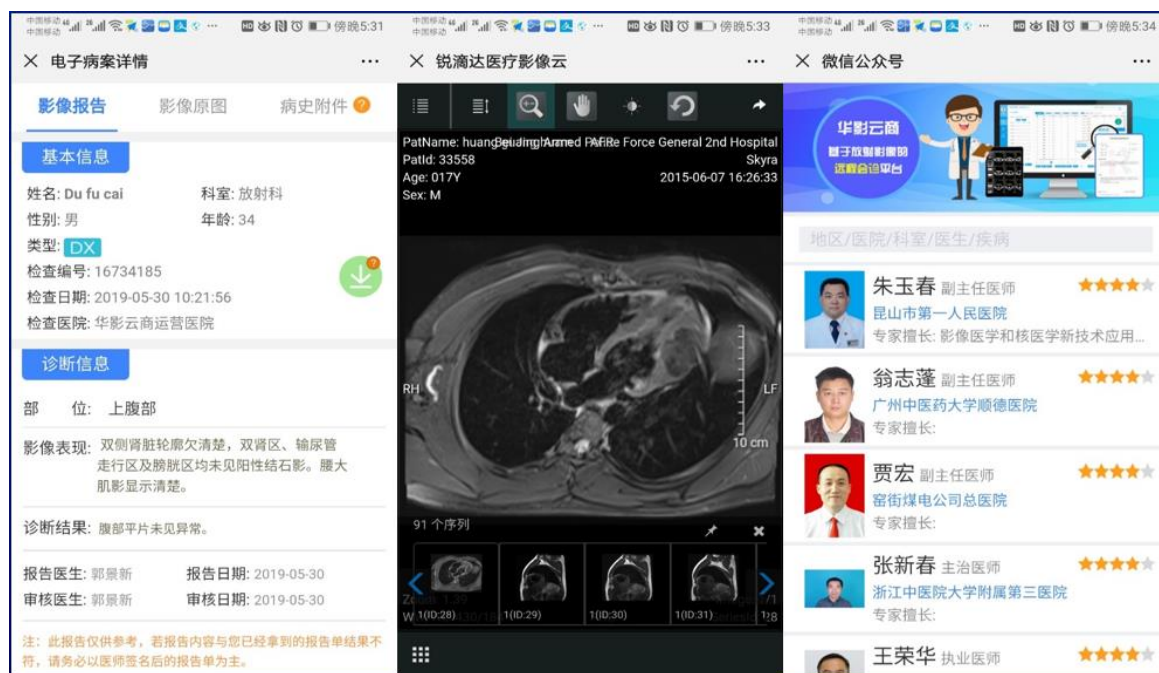 中国移动
中国移动
傍晚5:31
电子病案详情
影像报告
影像原图
病史附件
基本信息
姓名: Du fu cai
科室: 放射科
性别: 男
年龄: 34
类型: DX
检查编号: 16734185
检查日期: 2019-05-30 10:21:56
检查医院: 华影云商运营医院
诊断信息
部 位: 上腹部
影像表现: 双侧肾脏轮廓欠清楚，双肾区、输尿管
走行区及膀胱区均未见阳性结石影。腰大
肌影显示清楚。
诊断结果: 腹部平片未见异常。
报告医生: 郭景新
报告日期: 2019-05-30
审核医生: 郭景新
审核日期: 2019-05-30
注：此报告仅供参考，若报告内容与您已经拿到的报告单结果不
符，请务必以医师签名后的报告单为主。
中国移动
中国移动
傍晚5:33
锐滴达医疗影像云
PatName: huang
Force General 2nd Hospital
PatId: 33558
Skyra
Age: 017Y
2015-06-07 16:26:33
Sex: M
RH
LF
10 cm
91 个序列
1(ID:28)
1(ID:29)
1(ID:30)
1(ID:31)
中国移动
中国移动
傍晚5:34
微信公众号
华影云商
基于放射影像的
远程会诊平台
地区/医院/科室/医生/疾病
朱玉春 副主任医师
昆山市第一人民医院
专家擅长: 影像医学和核医学新技术应用...
翁志蓬 副主任医师
广州中医药大学顺德医院
专家擅长:
贾宏 副主任医师
窑街煤电公司总医院
专家擅长:
张新春 主治医师
浙江中医院大学附属第三医院
专家擅长:
王荣华 执业医师